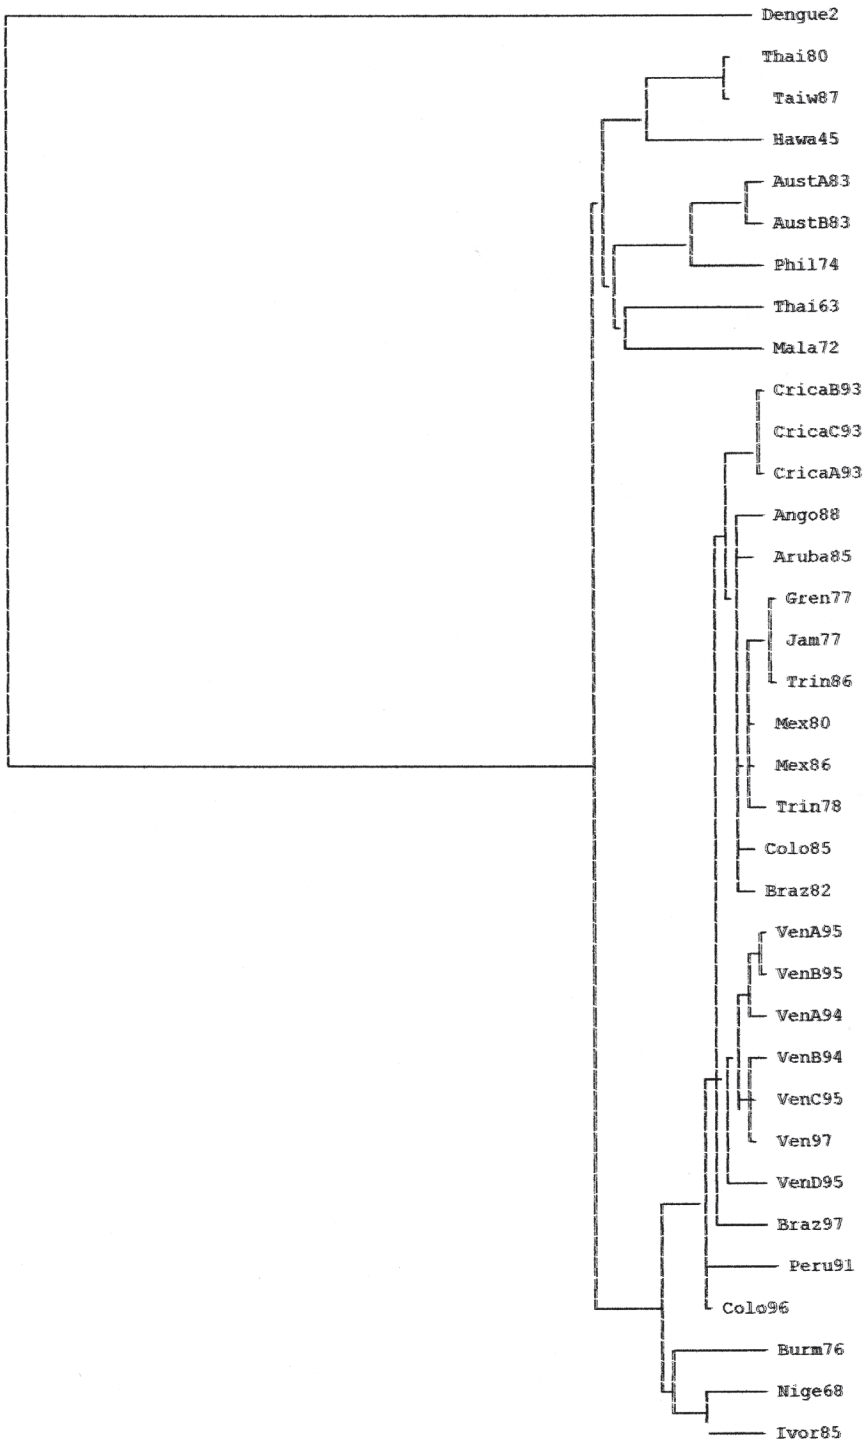 Dengue2
Thai80
Taiw87
Hawa45
AustA83
AustB83
Phil74
Thai63
Mala72
CricaB93
CricaC93
CricaA93
Ango88
Aruba85
Gren77
Jam77
Trin86
Mex80
Mex86
Trin78
Colo85
Braz82
VenA95
VenB95
VenA94
VenB94
VenC95
Ven97
VenD95
Braz97
Peru91
Colo96
Burm76
Nige68
Ivor85